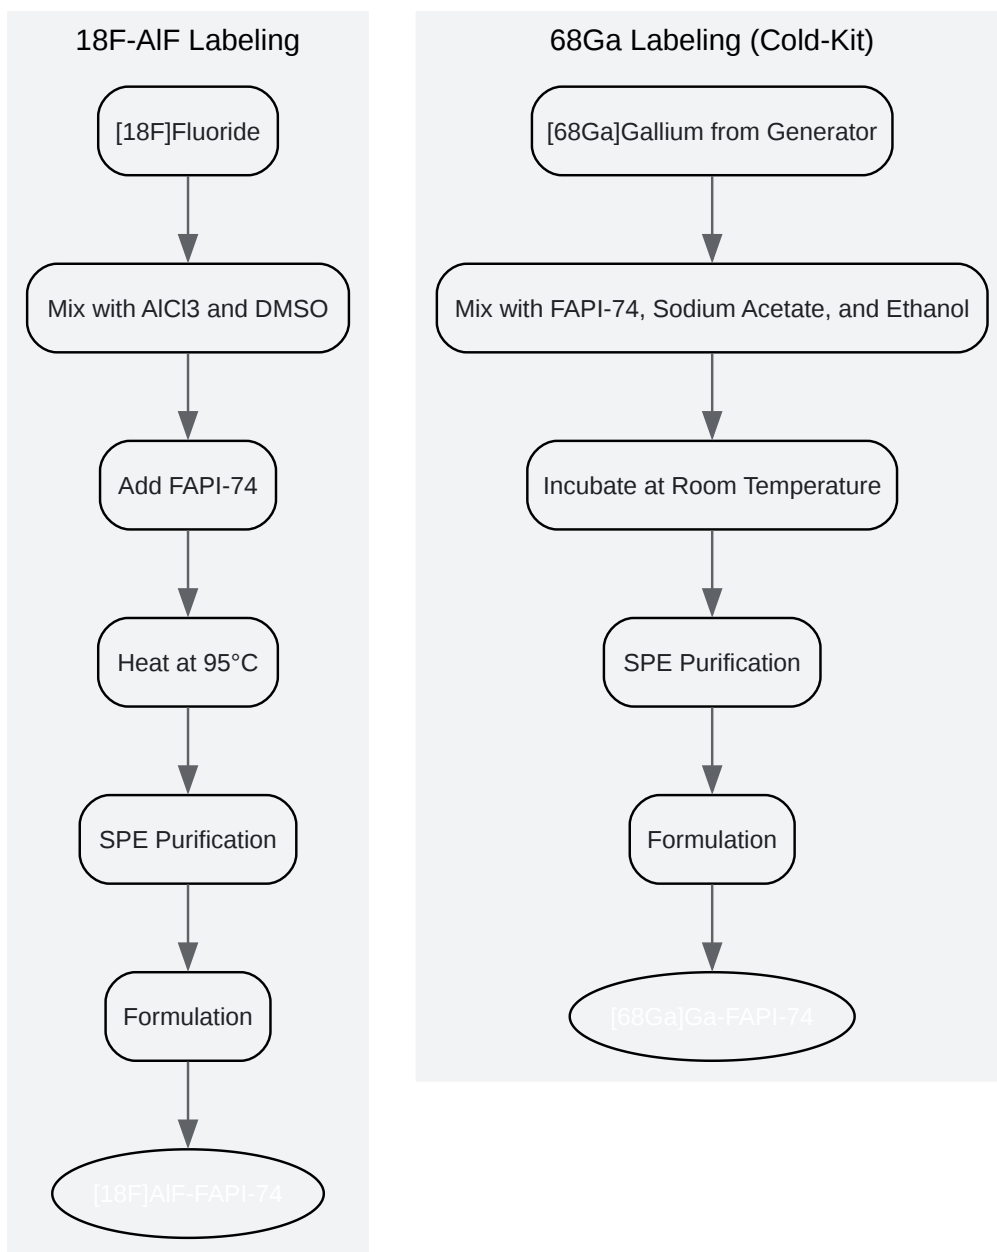 18F-AlF Labeling
[18F]Fluoride
Mix with AlCl3 and DMSO
Add FAPI-74
Heat at 95°C
SPE Purification
Formulation
[18F]AlF-FAPI-74
68Ga Labeling (Cold-Kit)
[68Ga]Gallium from Generator
Mix with FAPI-74, Sodium Acetate, and Ethanol
Incubate at Room Temperature
SPE Purification
Formulation
[68Ga]Ga-FAPI-74